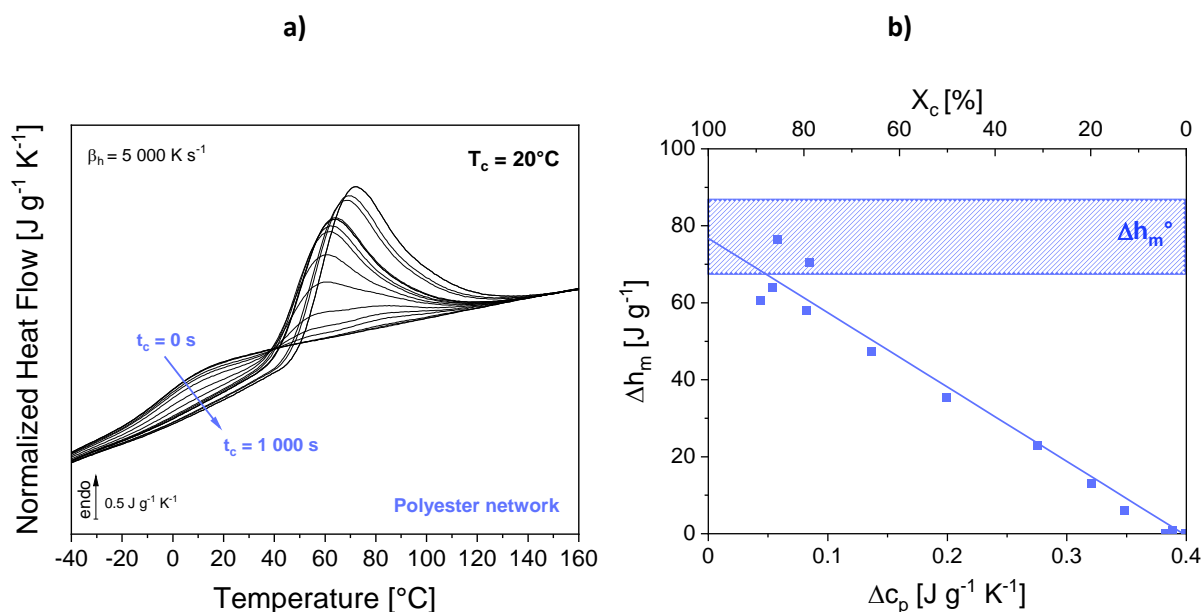 a)
b)
Normalized Heat Flow [J g⁻¹ K⁻¹]
βₕ = 5 000 K s⁻¹
T_c = 20°C
t_c = 0 s
t_c = 1 000 s
endo
0.5 J g⁻¹ K⁻¹
Polyester network
-40 -20 0 20 40 60 80 100 120 140 160
Temperature [°C]
X_c [%]
100 80 60 40 20 0
Δh_m [J g⁻¹]
100
80
60
40
20
0
Δh_m°
0 0.1 0.2 0.3 0.4
Δc_p [J g⁻¹ K⁻¹]